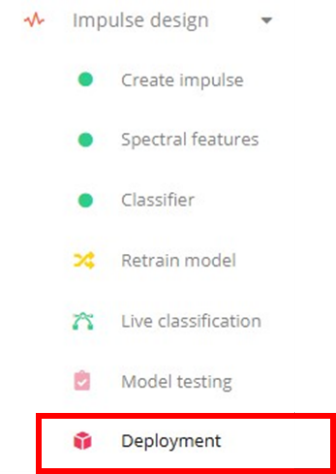 Impulse design
Create impulse
Spectral features
Classifier
Retrain model
Live classification
Model testing
Deployment